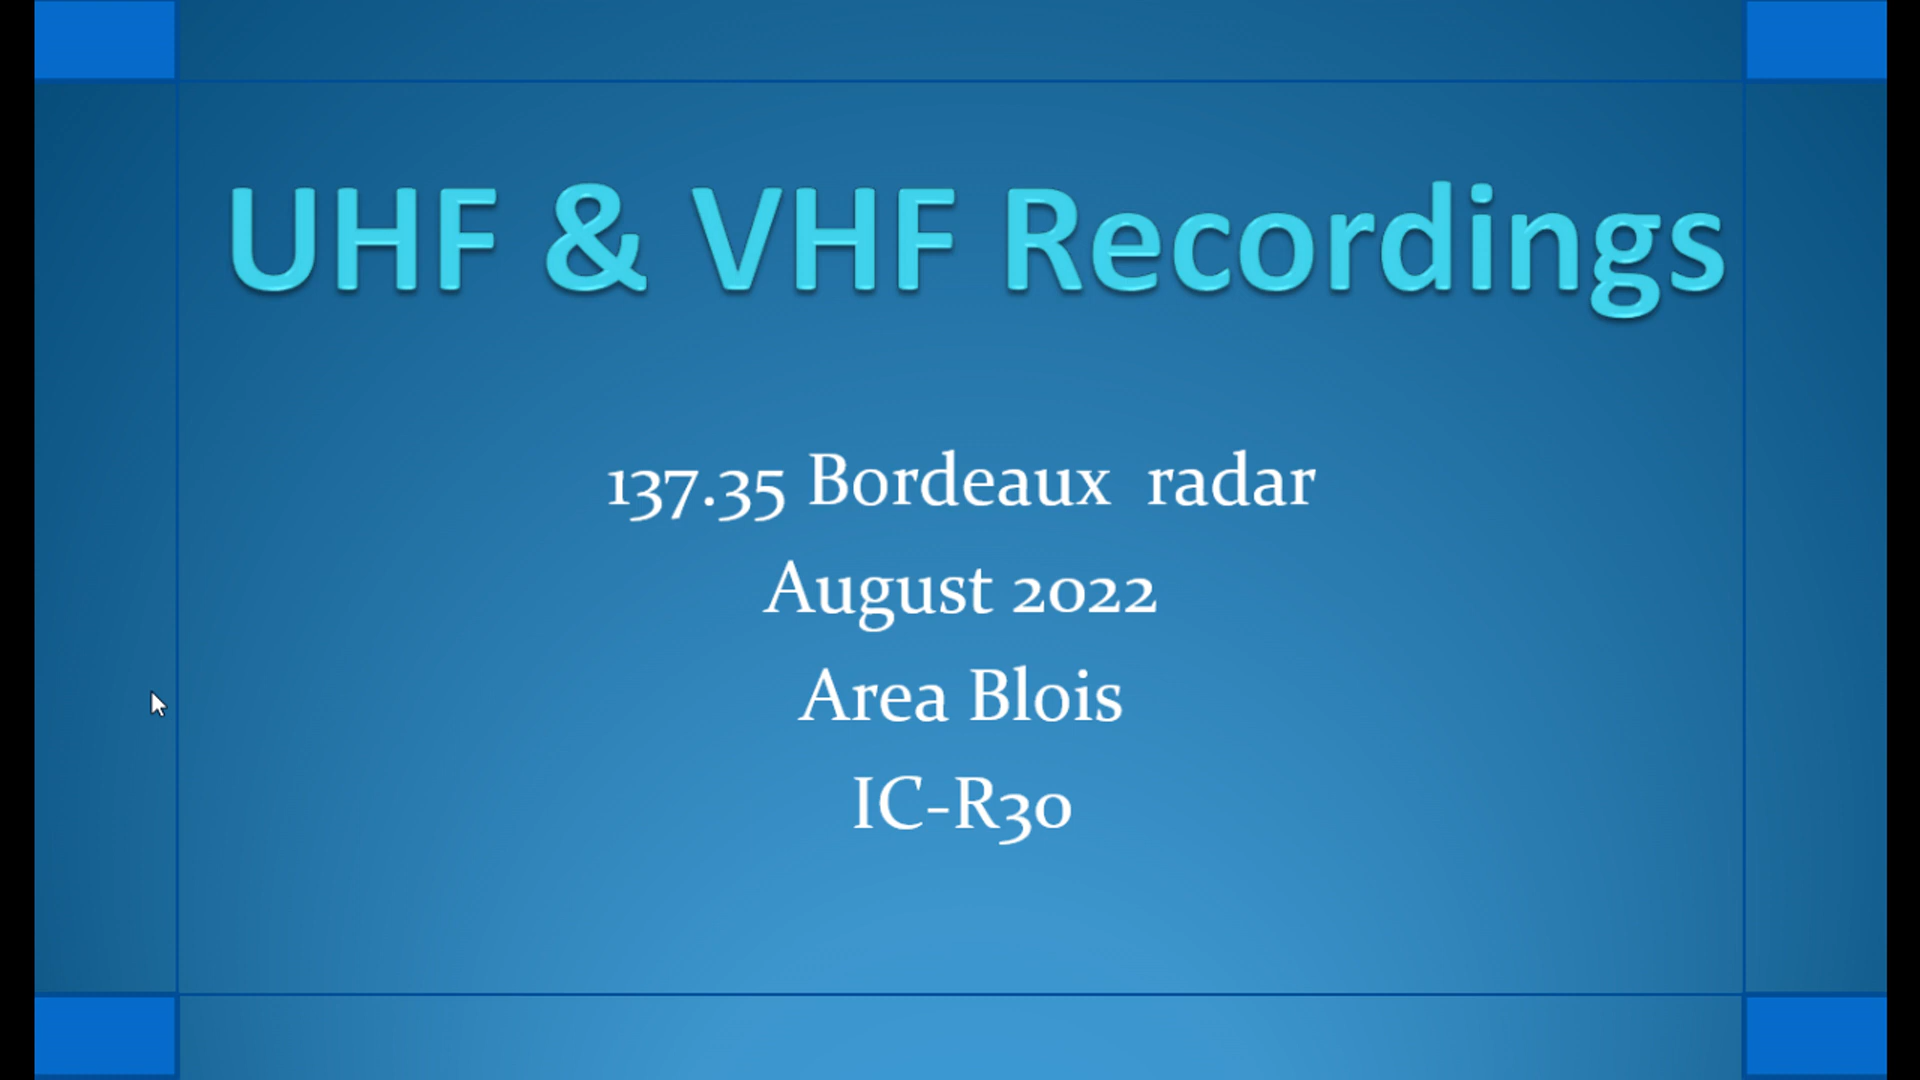 UHF & VHF Recordings
137.35 Bordeaux radar
August 2022
Area Blois
IC-R30